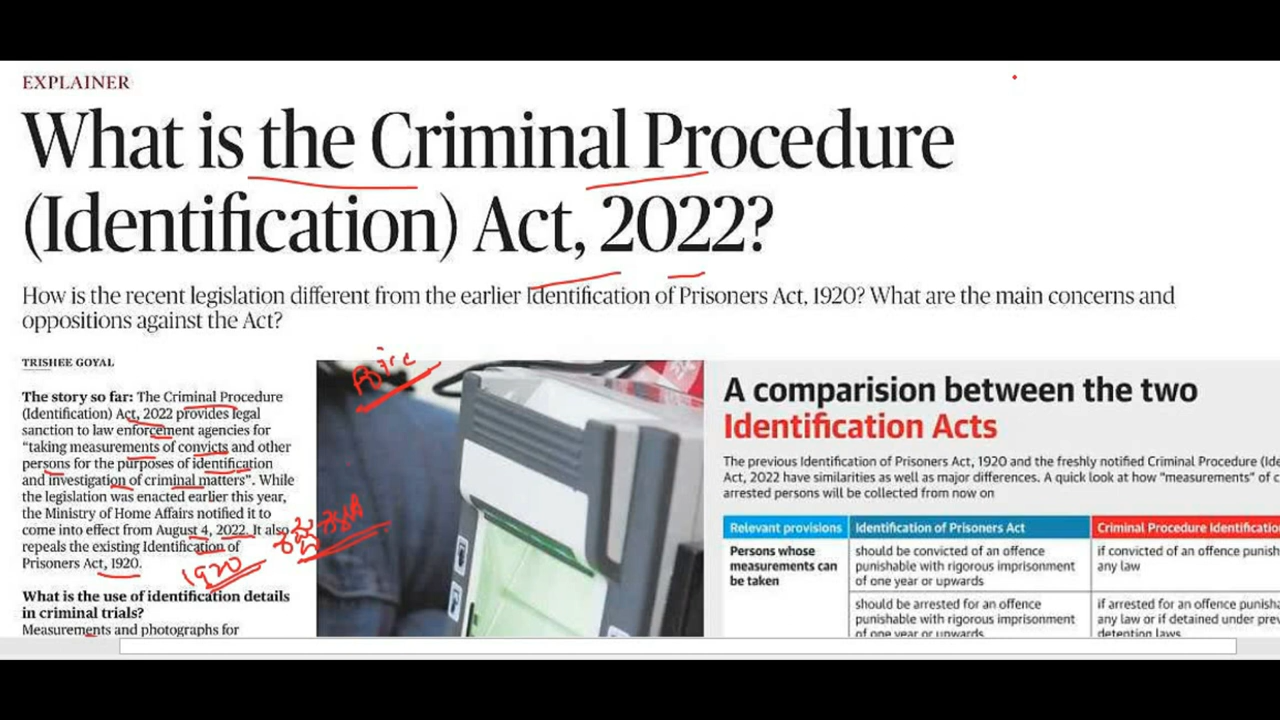 EXPLAINER
What is the Criminal Procedure
(Identification) Act, 2022?
How is the recent legislation different from the earlier Identification of Prisoners Act, 1920? What are the main concerns and
oppositions against the Act?
TRISHEE GOYAL
The story so far: The Criminal Procedure
(Identification) Act, 2022 provides legal
sanction to law enforcement agencies for
“taking measurements of convicts and other
persons for the purposes of identification
and investigation of criminal matters”. While
the legislation was enacted earlier this year,
the Ministry of Home Affairs notified it to
come into effect from August 4, 2022. It also
repeals the existing Identification of
Prisoners Act, 1920.
1920
What is the use of identification details
in criminal trials?
Measurements and photographs for
A comparision between the two
Identification Acts
The previous Identification of Prisoners Act, 1920 and the freshly notified Criminal Procedure (Ide
Act, 2022 have similarities as well as major differences. A quick look at how "measurements" of c
arrested persons will be collected from now on
Relevant provisions Identification of Prisoners Act Criminal Procedure Identificatio
Persons whose
measurements can
be taken
should be convicted of an offence
punishable with rigorous imprisonment
of one year or upwards
if convicted of an offence punish
any law
should be arrested for an offence
punishable with rigorous imprisonment
of one year or upwards
if arrested for an offence punisha
any law or if detained under prev
detention laws